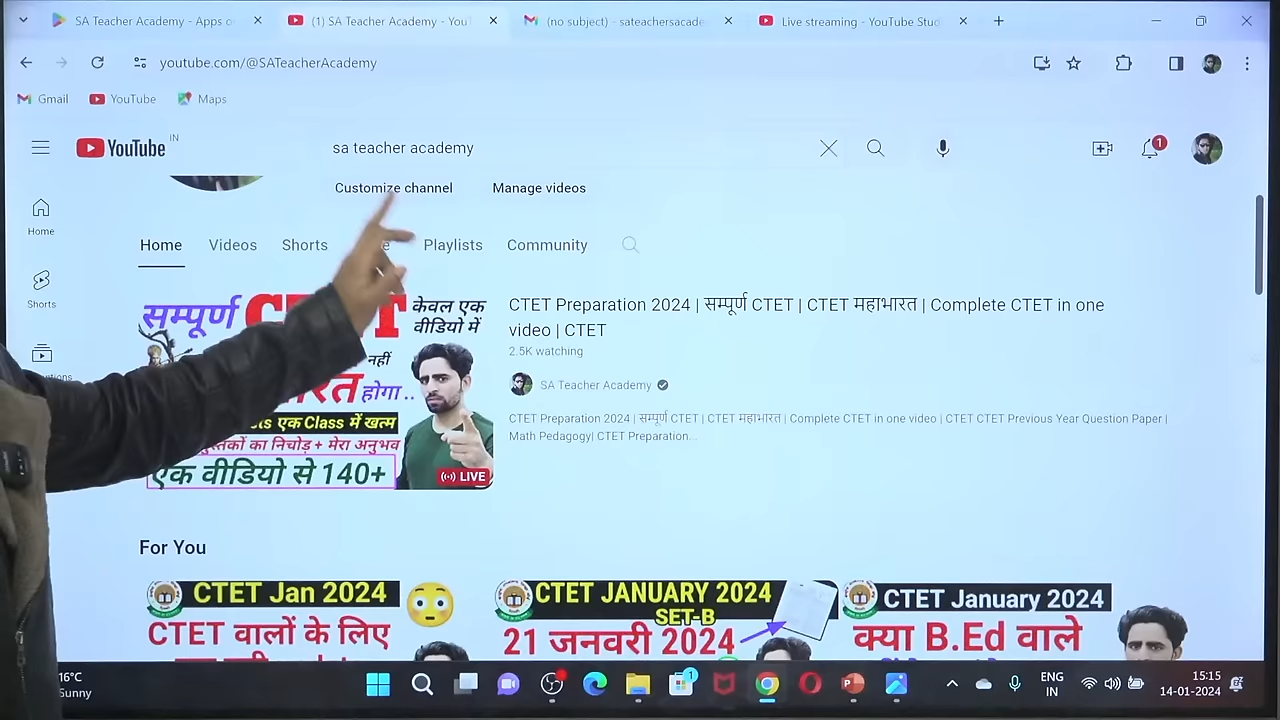 SA Teacher Academy - Apps o
(1) SA Teacher Academy - You
(no subject) - sateachersacade
Live streaming - YouTube Stud
youtube.com/@SATeacherAcademy
Gmail
YouTube
Maps
YouTube IN
sa teacher academy
1
Customize channel
Manage videos
Home
Videos
Shorts
Playlists
Community
Home
Shorts
सम्पूर्ण
केवल एक
वीडियो में
नहीं
होगा ..
एक Class में खत्म
का निचोड़ + मेरा अनुभव
एक वीडियो से 140+
LIVE
CTET Preparation 2024 | सम्पूर्ण CTET | CTET महाभारत | Complete CTET in one
video | CTET
2.5K watching
SA Teacher Academy
CTET Preparation 2024 | सम्पूर्ण CTET | CTET महाभारत | Complete CTET in one video | CTET CTET Previous Year Question Paper |
Math Pedagogy| CTET Preparation...
For You
CTET Jan 2024
CTET वालों के लिए
CTET JANUARY 2024
SET-B
21 जनवरी 2024
CTET January 2024
क्या B.Ed वाले
16°C
Sunny
1
ENG
IN
15:15
14-01-2024